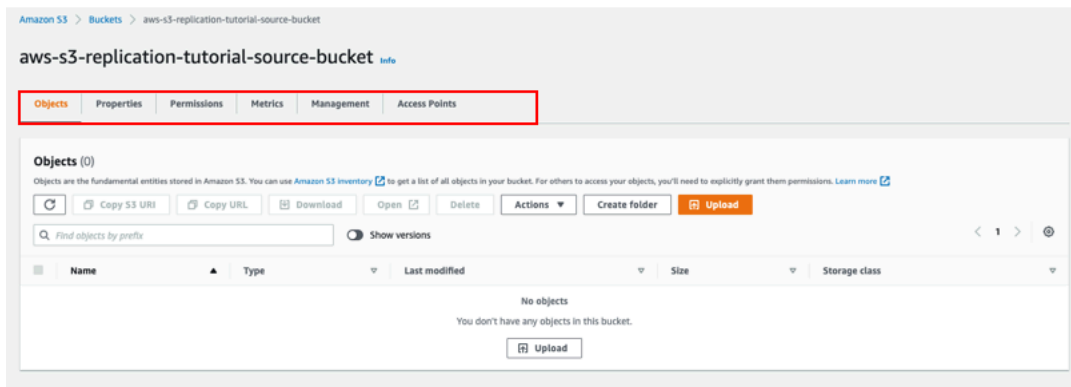 Amazon S3 > Buckets > aws-s3-replication-tutorial-source-bucket
aws-s3-replication-tutorial-source-bucket Info
Objects Properties Permissions Metrics Management Access Points
Objects (0)
Objects are the fundamental entities stored in Amazon S3. You can use Amazon S3 inventory to get a list of all objects in your bucket. For others to access your objects, you'll need to explicitly grant them permissions. Learn more
Copy S3 URI Copy URL Download Open Delete Actions Create folder Upload
Find objects by prefix Show versions < 1 >
Name Type Last modified Size Storage class
No objects
You don't have any objects in this bucket.
Upload